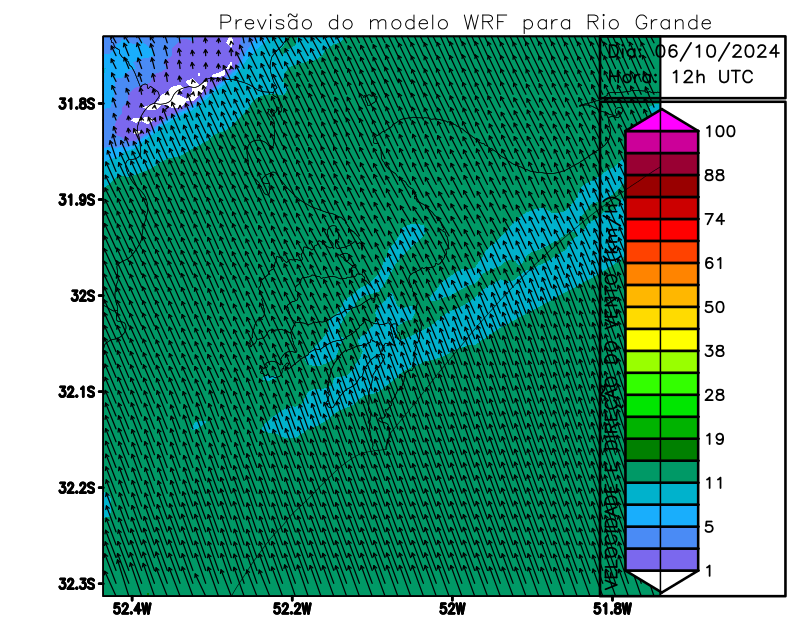 Previsão do modelo WRF para Rio Grande
Dia: 06/10/2024
Hora: 12h UTC
31.8S
31.9S
32S
32.1S
32.2S
32.3S
52.4W
52.2W
52W
51.8W
VELOCIDADE E DIREÇÃO DO VENTO (km/h)
100
88
74
61
50
38
28
19
11
5
1